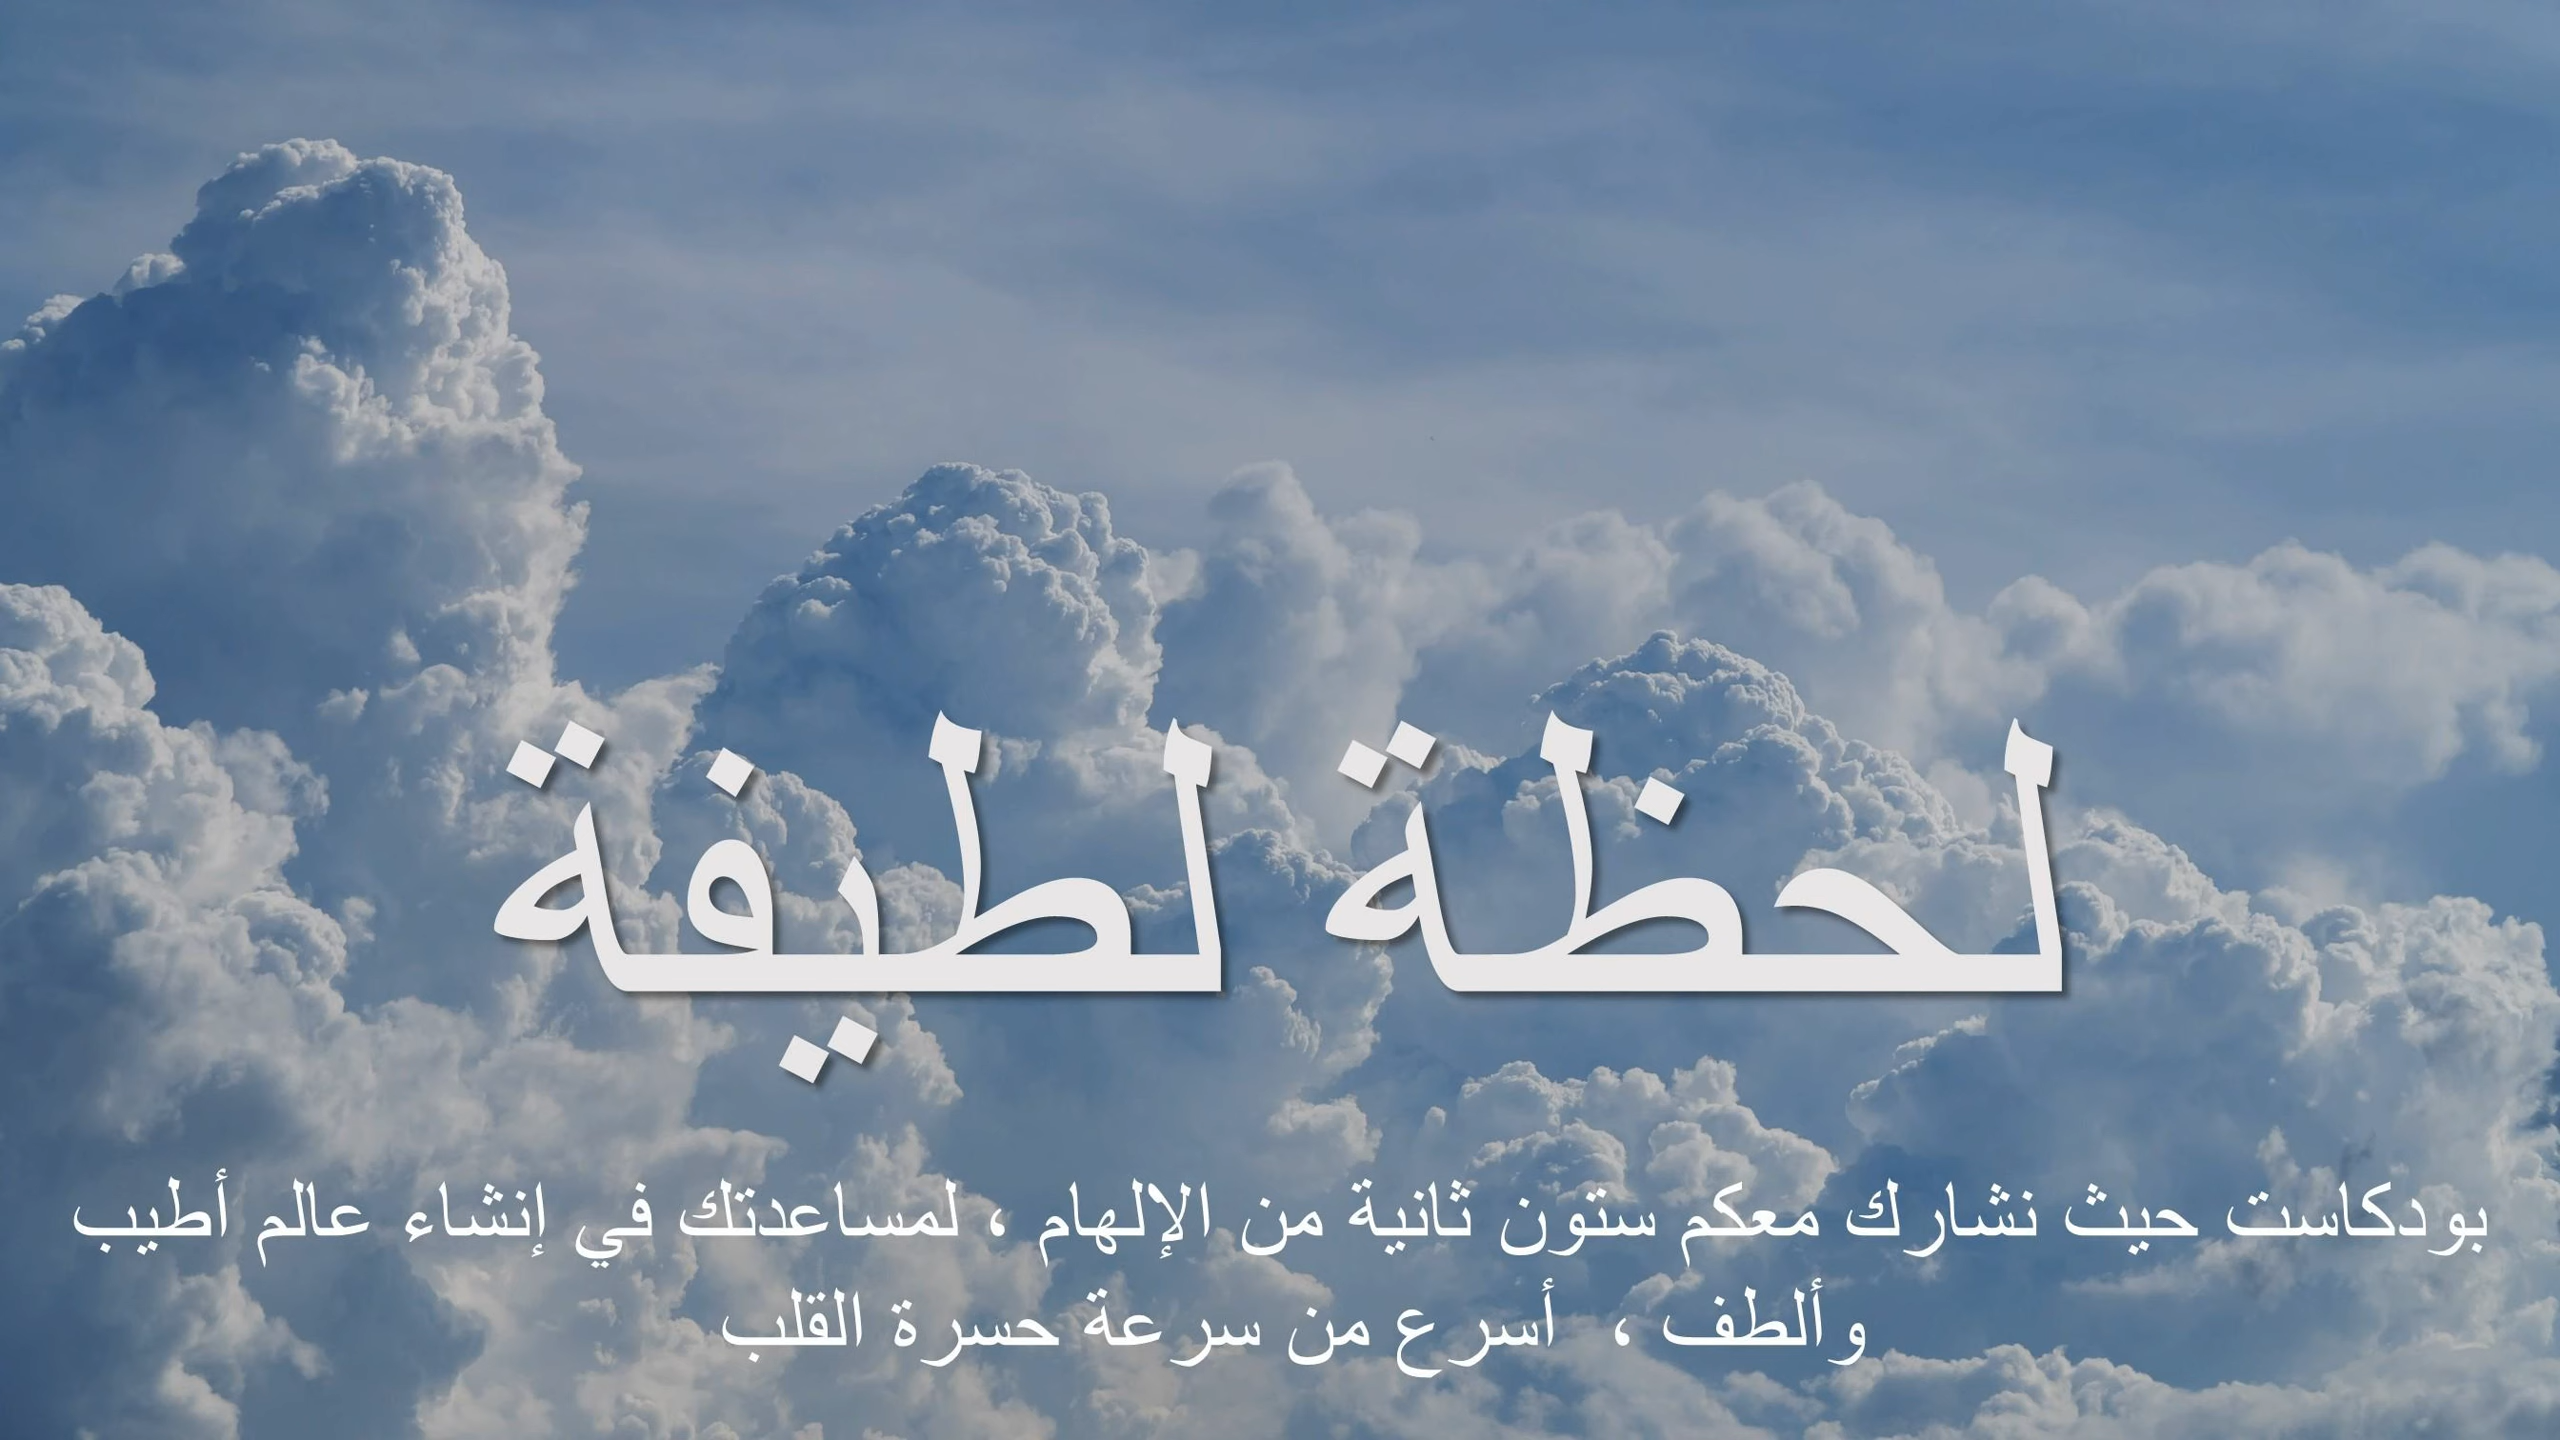 لحظة لطيفة
بودكاست حيث نشارك معكم ستون ثانية من الإلهام ، لمساعدتك في إنشاء عالم أطيب
وألطف ، أسرع من سرعة حسرة القلب